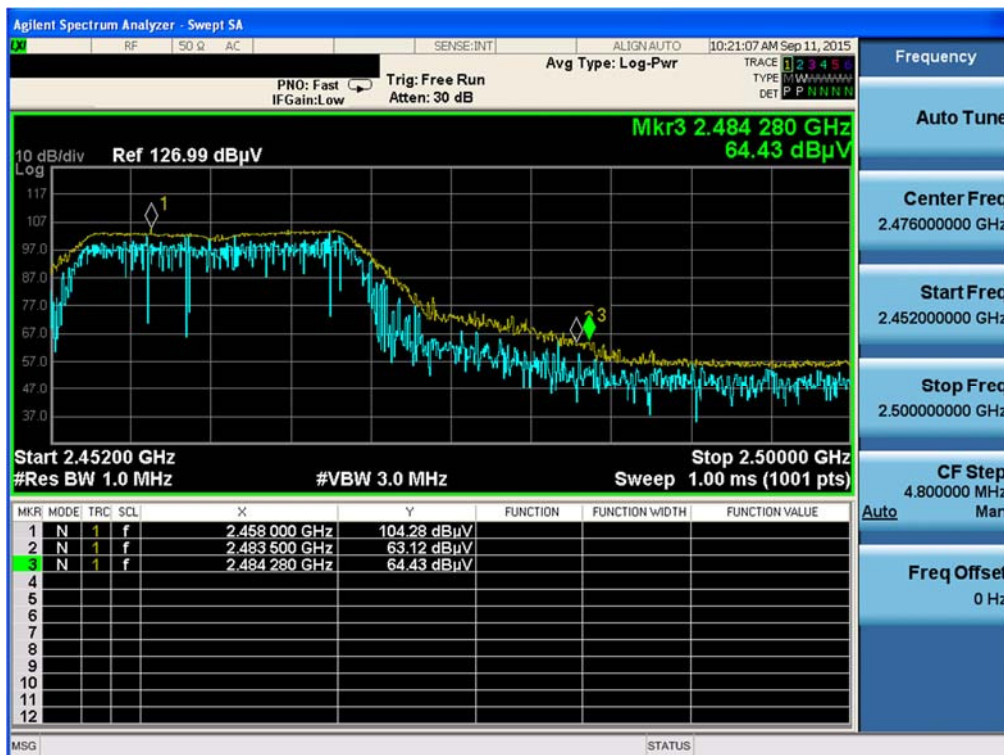 Agilent Spectrum Analyzer - Swept SA
LXI RF 50 Ω AC SENSE:INT ALIGN AUTO 10:21:07 AM Sep 11, 2015
Avg Type: Log-Pwr
TRACE 1 2 3 4 5 6
PNO: Fast Trig: Free Run
TYPE M W
IFGain:Low Atten: 30 dB
DET P P N N N N
Mkr3 2.484 280 GHz
64.43 dBµV
10 dB/div Ref 126.99 dBµV
Log
117
107
97.0
87.0
77.0
67.0
57.0
47.0
37.0
1
3
Start 2.45200 GHz Stop 2.50000 GHz
#Res BW 1.0 MHz #VBW 3.0 MHz Sweep 1.00 ms (1001 pts)
MKR MODE TRC SCL X Y FUNCTION FUNCTION WIDTH FUNCTION VALUE
1 N 1 f 2.458 000 GHz 104.28 dBµV
2 N 1 f 2.483 500 GHz 63.12 dBµV
3 N 1 f 2.484 280 GHz 64.43 dBµV
4
5
6
7
8
9
10
11
12
MSG STATUS
Frequency
Auto Tune
Center Freq
2.476000000 GHz
Start Freq
2.452000000 GHz
Stop Freq
2.500000000 GHz
CF Step
4.800000 MHz
Auto Man
Freq Offset
0 Hz